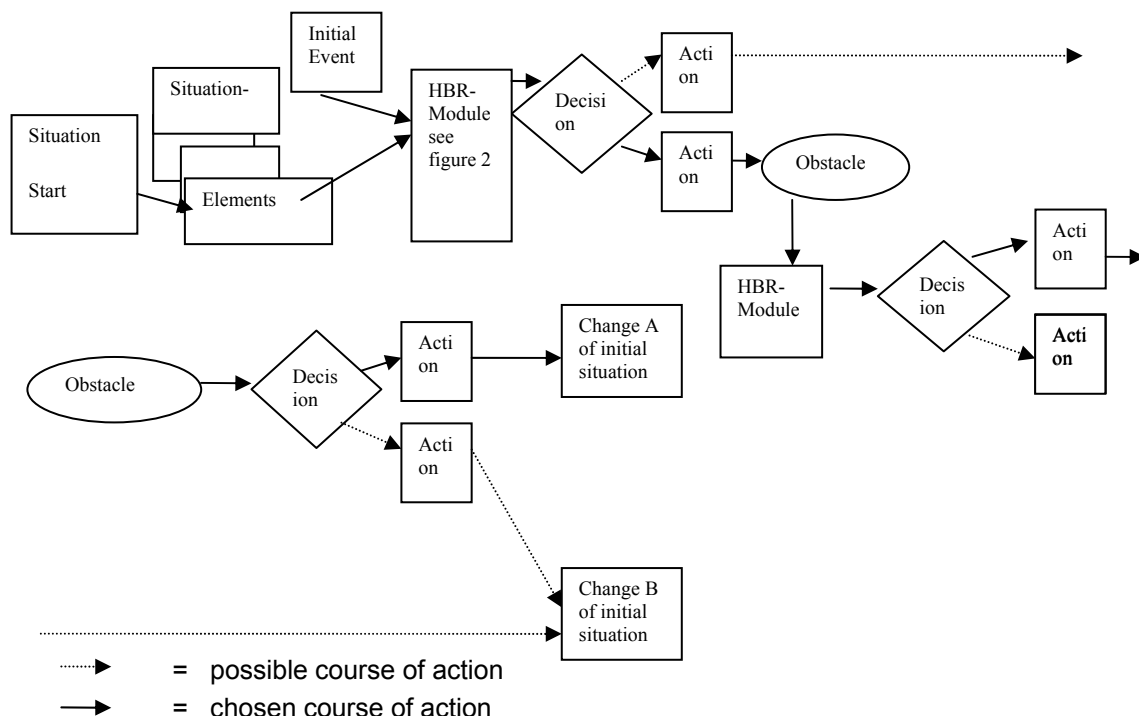 Initial
Event
Situation-
Situation
Start
Elements
HBR-
Module
see
figure 2
Decisi
on
Acti
on
Acti
on
Obstacle
HBR-
Module
Decis
ion
Acti
on
Acti
on
Obstacle
Decis
ion
Acti
on
Acti
on
Change A
of initial
situation
Change B
of initial
situation
= possible course of action
= chosen course of action